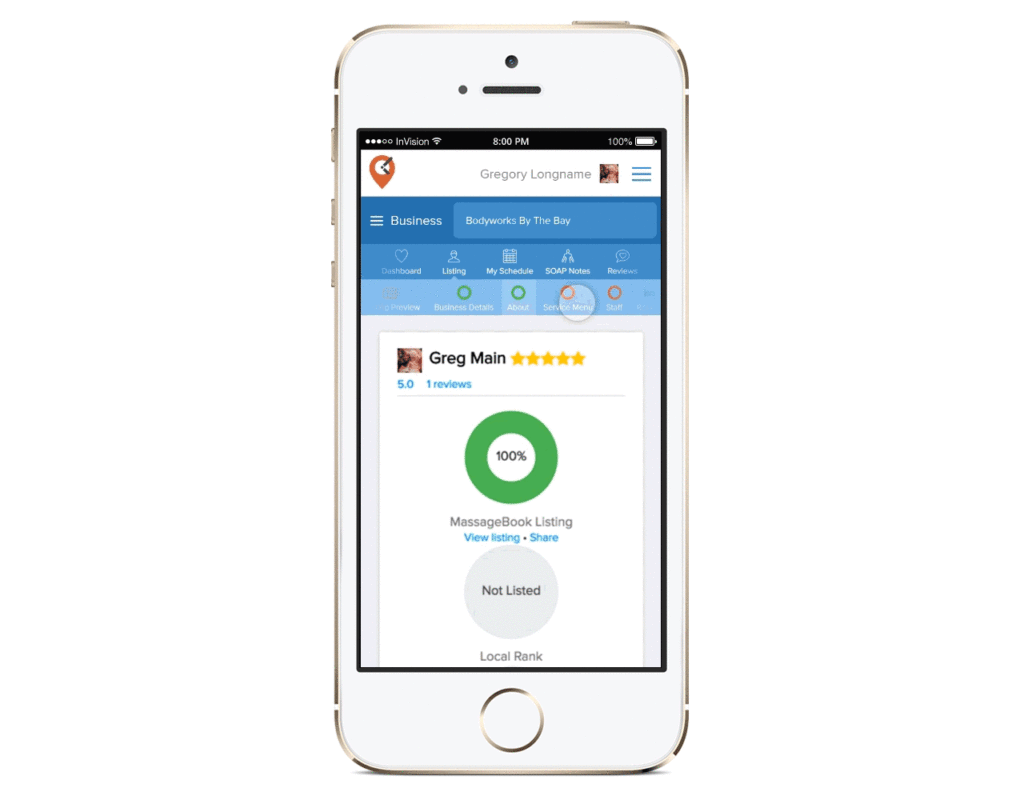 InVision 8:00 PM 100%
Gregory Longname
Business Bodyworks By The Bay
Dashboard Listing My Schedule SOAP Notes Reviews
Preview Business Details About Service Menu Staff
Greg Main
5.0 1 reviews
100%
MassageBook Listing
View listing • Share
Not Listed
Local Rank